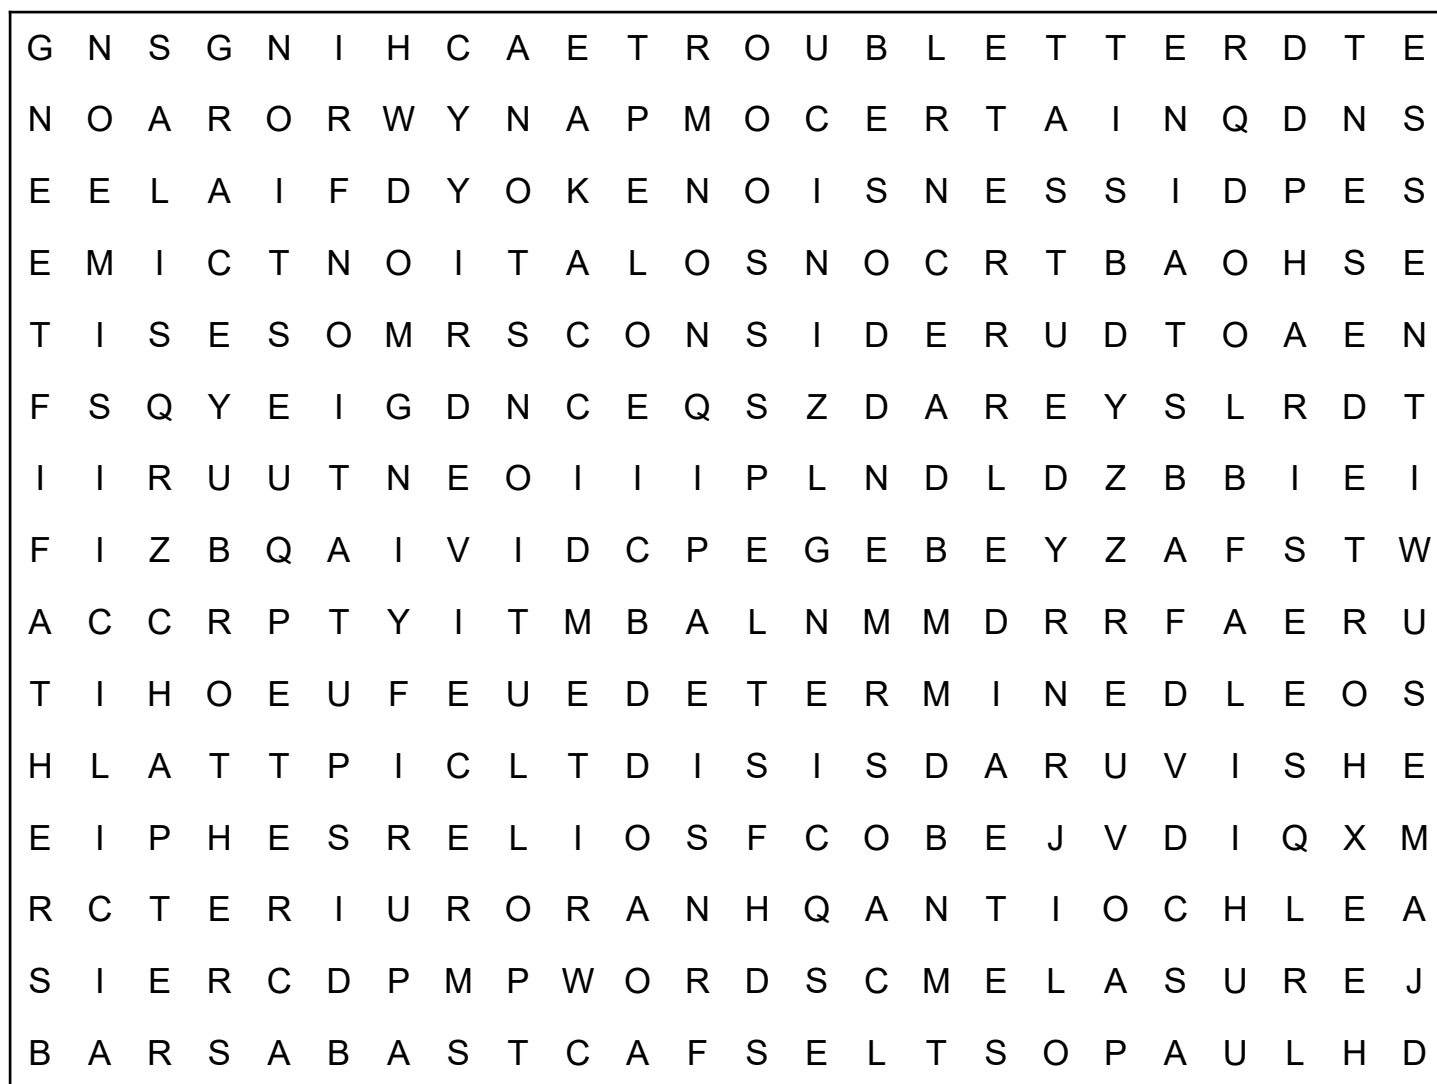 G N S G N I H C A E T R O U B L E T T E R D T E
N O A R O R W Y N A P M O C E R T A I N Q D N S
E E L A I F D Y O K E N O I S N E S S I D P E S
E M I C T N O I T A L O S N O C R T B A O H S E
T I S E S O M R S C O N S I D E R U D T O A E N
F S Q Y E I G D N C E Q S Z D A R E Y S L R D T
I I R U U T N E O I I I P L N D L D Z B B I E I
F I Z B Q A I V I D C P E G E B E Y Z A F S T W
A C C R P T Y I T M B A L N M M D R R F A E R U
T I H O E U F E U E D E T E R M I N E D L E O S
H L A T T P I C L T D I S I S D A R U V I S H E
E I P H E S R E L I O S F C O B E J V D I Q X M
R C T E R I U R O R A N H Q A N T I O C H L E A
S I E R C D P M P W O R D S C M E L A S U R E J
B A R S A B A S T C A F S E L T S O P A U L H D